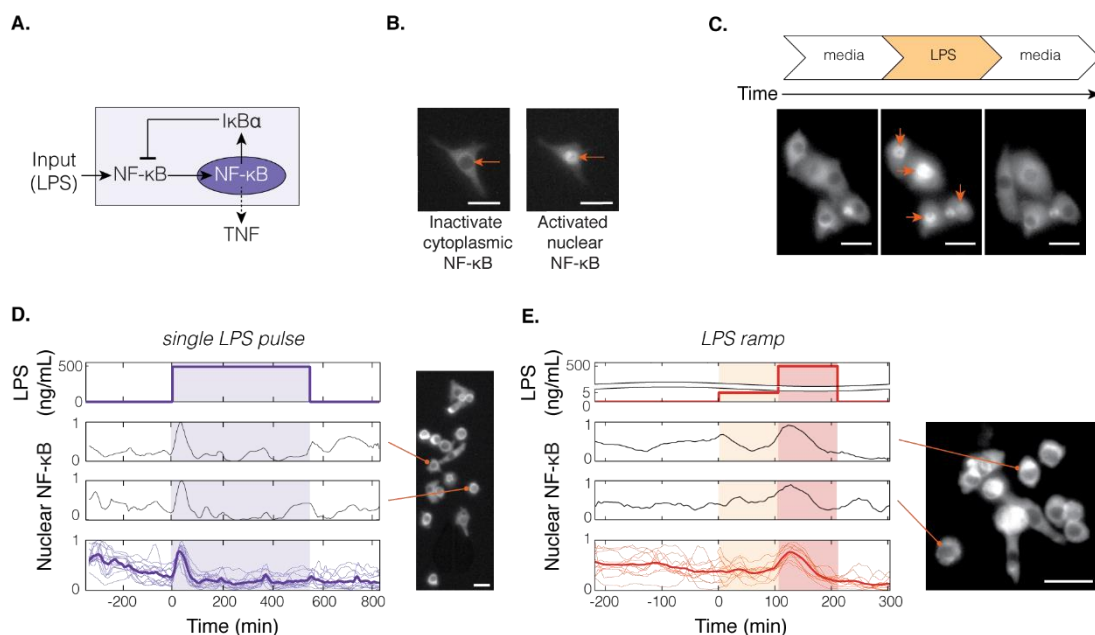 A.
IκBα
Input
(LPS)
NF-κB
NF-κB
TNF
B.
Inactivate
cytoplasmic
NF-κB
Activated
nuclear
NF-κB
C.
media
LPS
media
Time
D.
single LPS pulse
LPS
(ng/mL)
500
0
Nuclear NF-κB
1
0
1
0
1
0
-200
0
200
400
600
800
Time (min)
E.
LPS ramp
LPS
(ng/mL)
500
5
0
Nuclear NF-κB
1
0
1
0
1
0
-200
-100
0
100
200
300
Time (min)